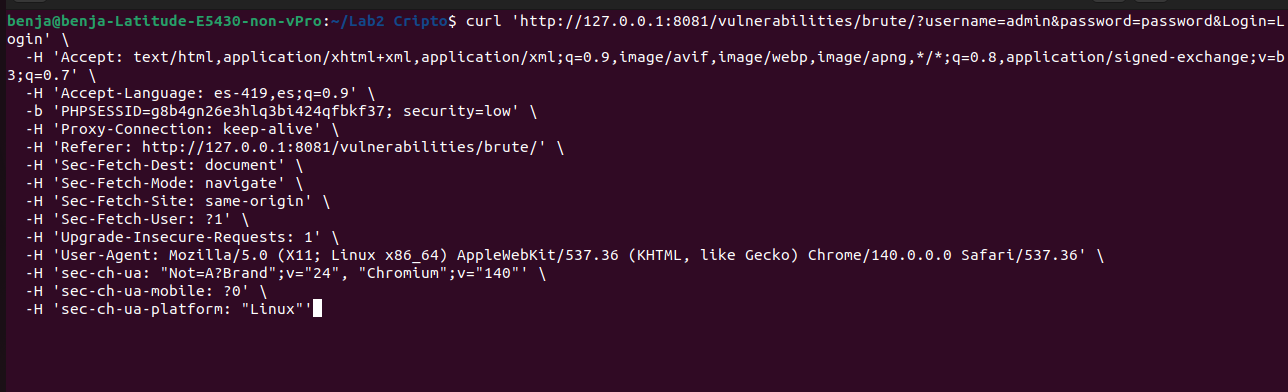 benja@benja-Latitude-E5430-non-vPro:~/Lab2 Cripto$ curl 'http://127.0.0.1:8081/vulnerabilities/brute/?username=admin&password=password&Login=L
ogin' \
  -H 'Accept: text/html,application/xhtml+xml,application/xml;q=0.9,image/avif,image/webp,image/apng,*/*;q=0.8,application/signed-exchange;v=b
3;q=0.7' \
  -H 'Accept-Language: es-419,es;q=0.9' \
  -b 'PHPSESSID=g8b4gn26e3hlq3bi424qfbkf37; security=low' \
  -H 'Proxy-Connection: keep-alive' \
  -H 'Referer: http://127.0.0.1:8081/vulnerabilities/brute/' \
  -H 'Sec-Fetch-Dest: document' \
  -H 'Sec-Fetch-Mode: navigate' \
  -H 'Sec-Fetch-Site: same-origin' \
  -H 'Sec-Fetch-User: ?1' \
  -H 'Upgrade-Insecure-Requests: 1' \
  -H 'User-Agent: Mozilla/5.0 (X11; Linux x86_64) AppleWebKit/537.36 (KHTML, like Gecko) Chrome/140.0.0.0 Safari/537.36' \
  -H 'sec-ch-ua: "Not=A?Brand";v="24", "Chromium";v="140"' \
  -H 'sec-ch-ua-mobile: ?0' \
  -H 'sec-ch-ua-platform: "Linux"'